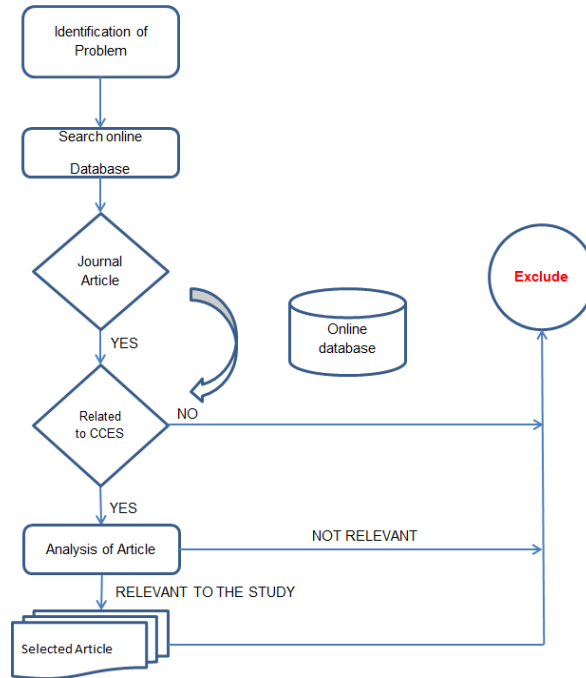 Identification of
Problem
Search online
Database
Journal
Article
Exclude
Online
database
YES
Related
to CCES
NO
YES
Analysis of Article
NOT RELEVANT
RELEVANT TO THE STUDY
Selected Article